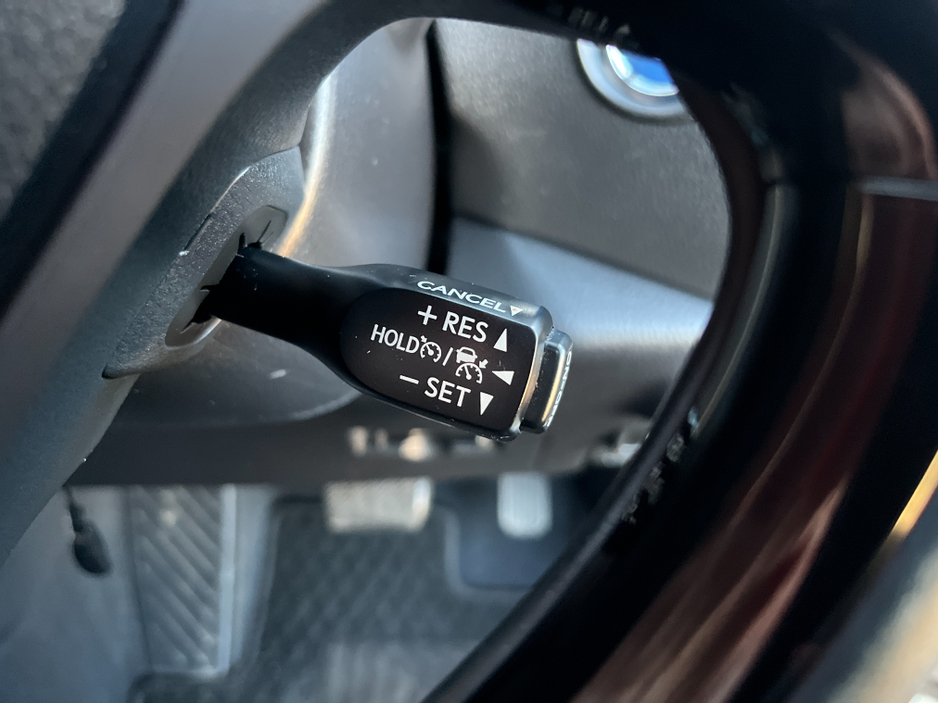 CANCEL▼
+ RES ▲
HOLD / ◀
− SET ▼